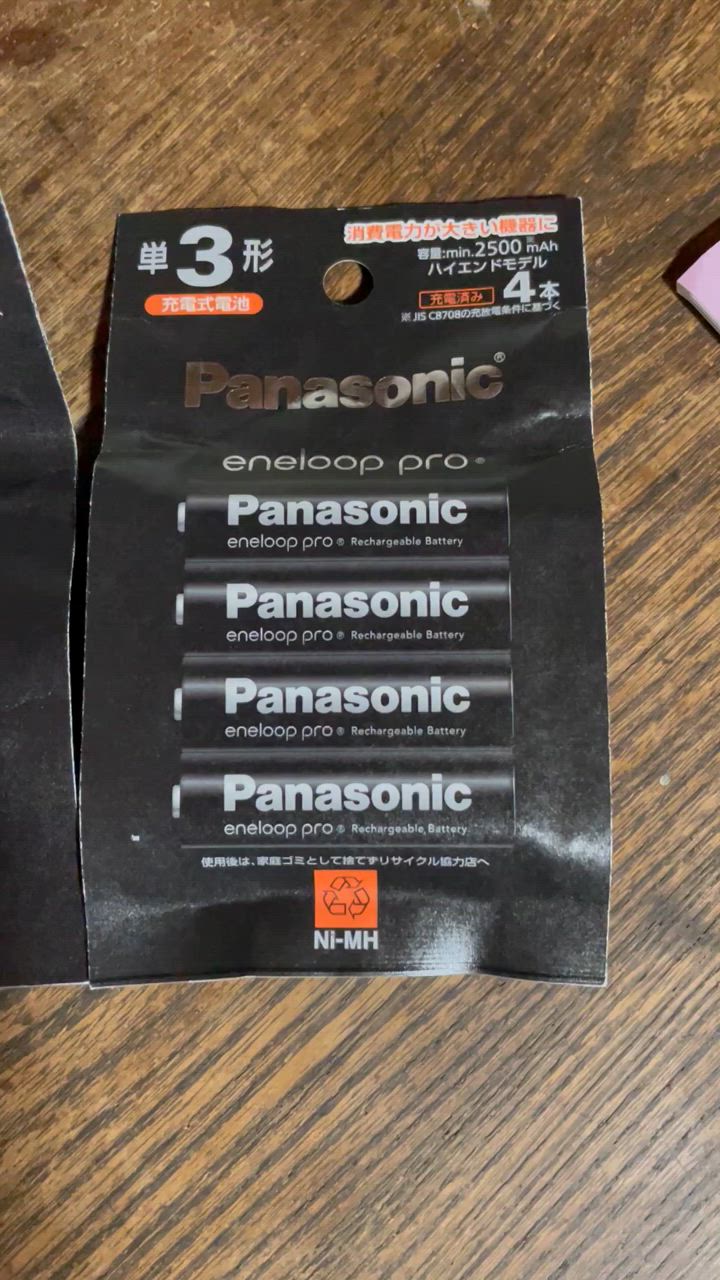 単3形
充電式電池
消費電力が大きい機器に
容量:min.2500※mAh
ハイエンドモデル
充電済み 4本
※JIS C8708の充放電条件に基づく
Panasonic®
eneloop pro®
Panasonic
eneloop pro® Rechargeable Battery
Panasonic
eneloop pro® Rechargeable Battery
Panasonic
eneloop pro® Rechargeable Battery
Panasonic
eneloop pro® Rechargeable Battery
使用後は、家庭ゴミとして捨てずリサイクル協力店へ
Ni-MH